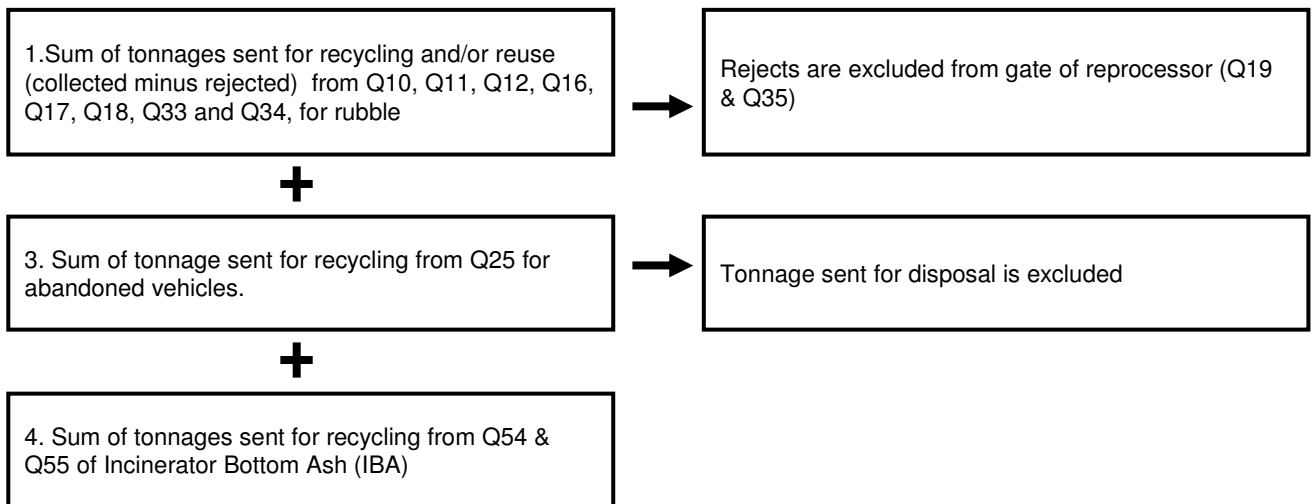 1.Sum of tonnages sent for recycling and/or reuse
(collected minus rejected)  from Q10, Q11, Q12, Q16,
Q17, Q18, Q33 and Q34, for rubble
Rejects are excluded from gate of reprocessor (Q19
& Q35)
+
3. Sum of tonnage sent for recycling from Q25 for
abandoned vehicles.
Tonnage sent for disposal is excluded
+
4. Sum of tonnages sent for recycling from Q54 &
Q55 of Incinerator Bottom Ash (IBA)